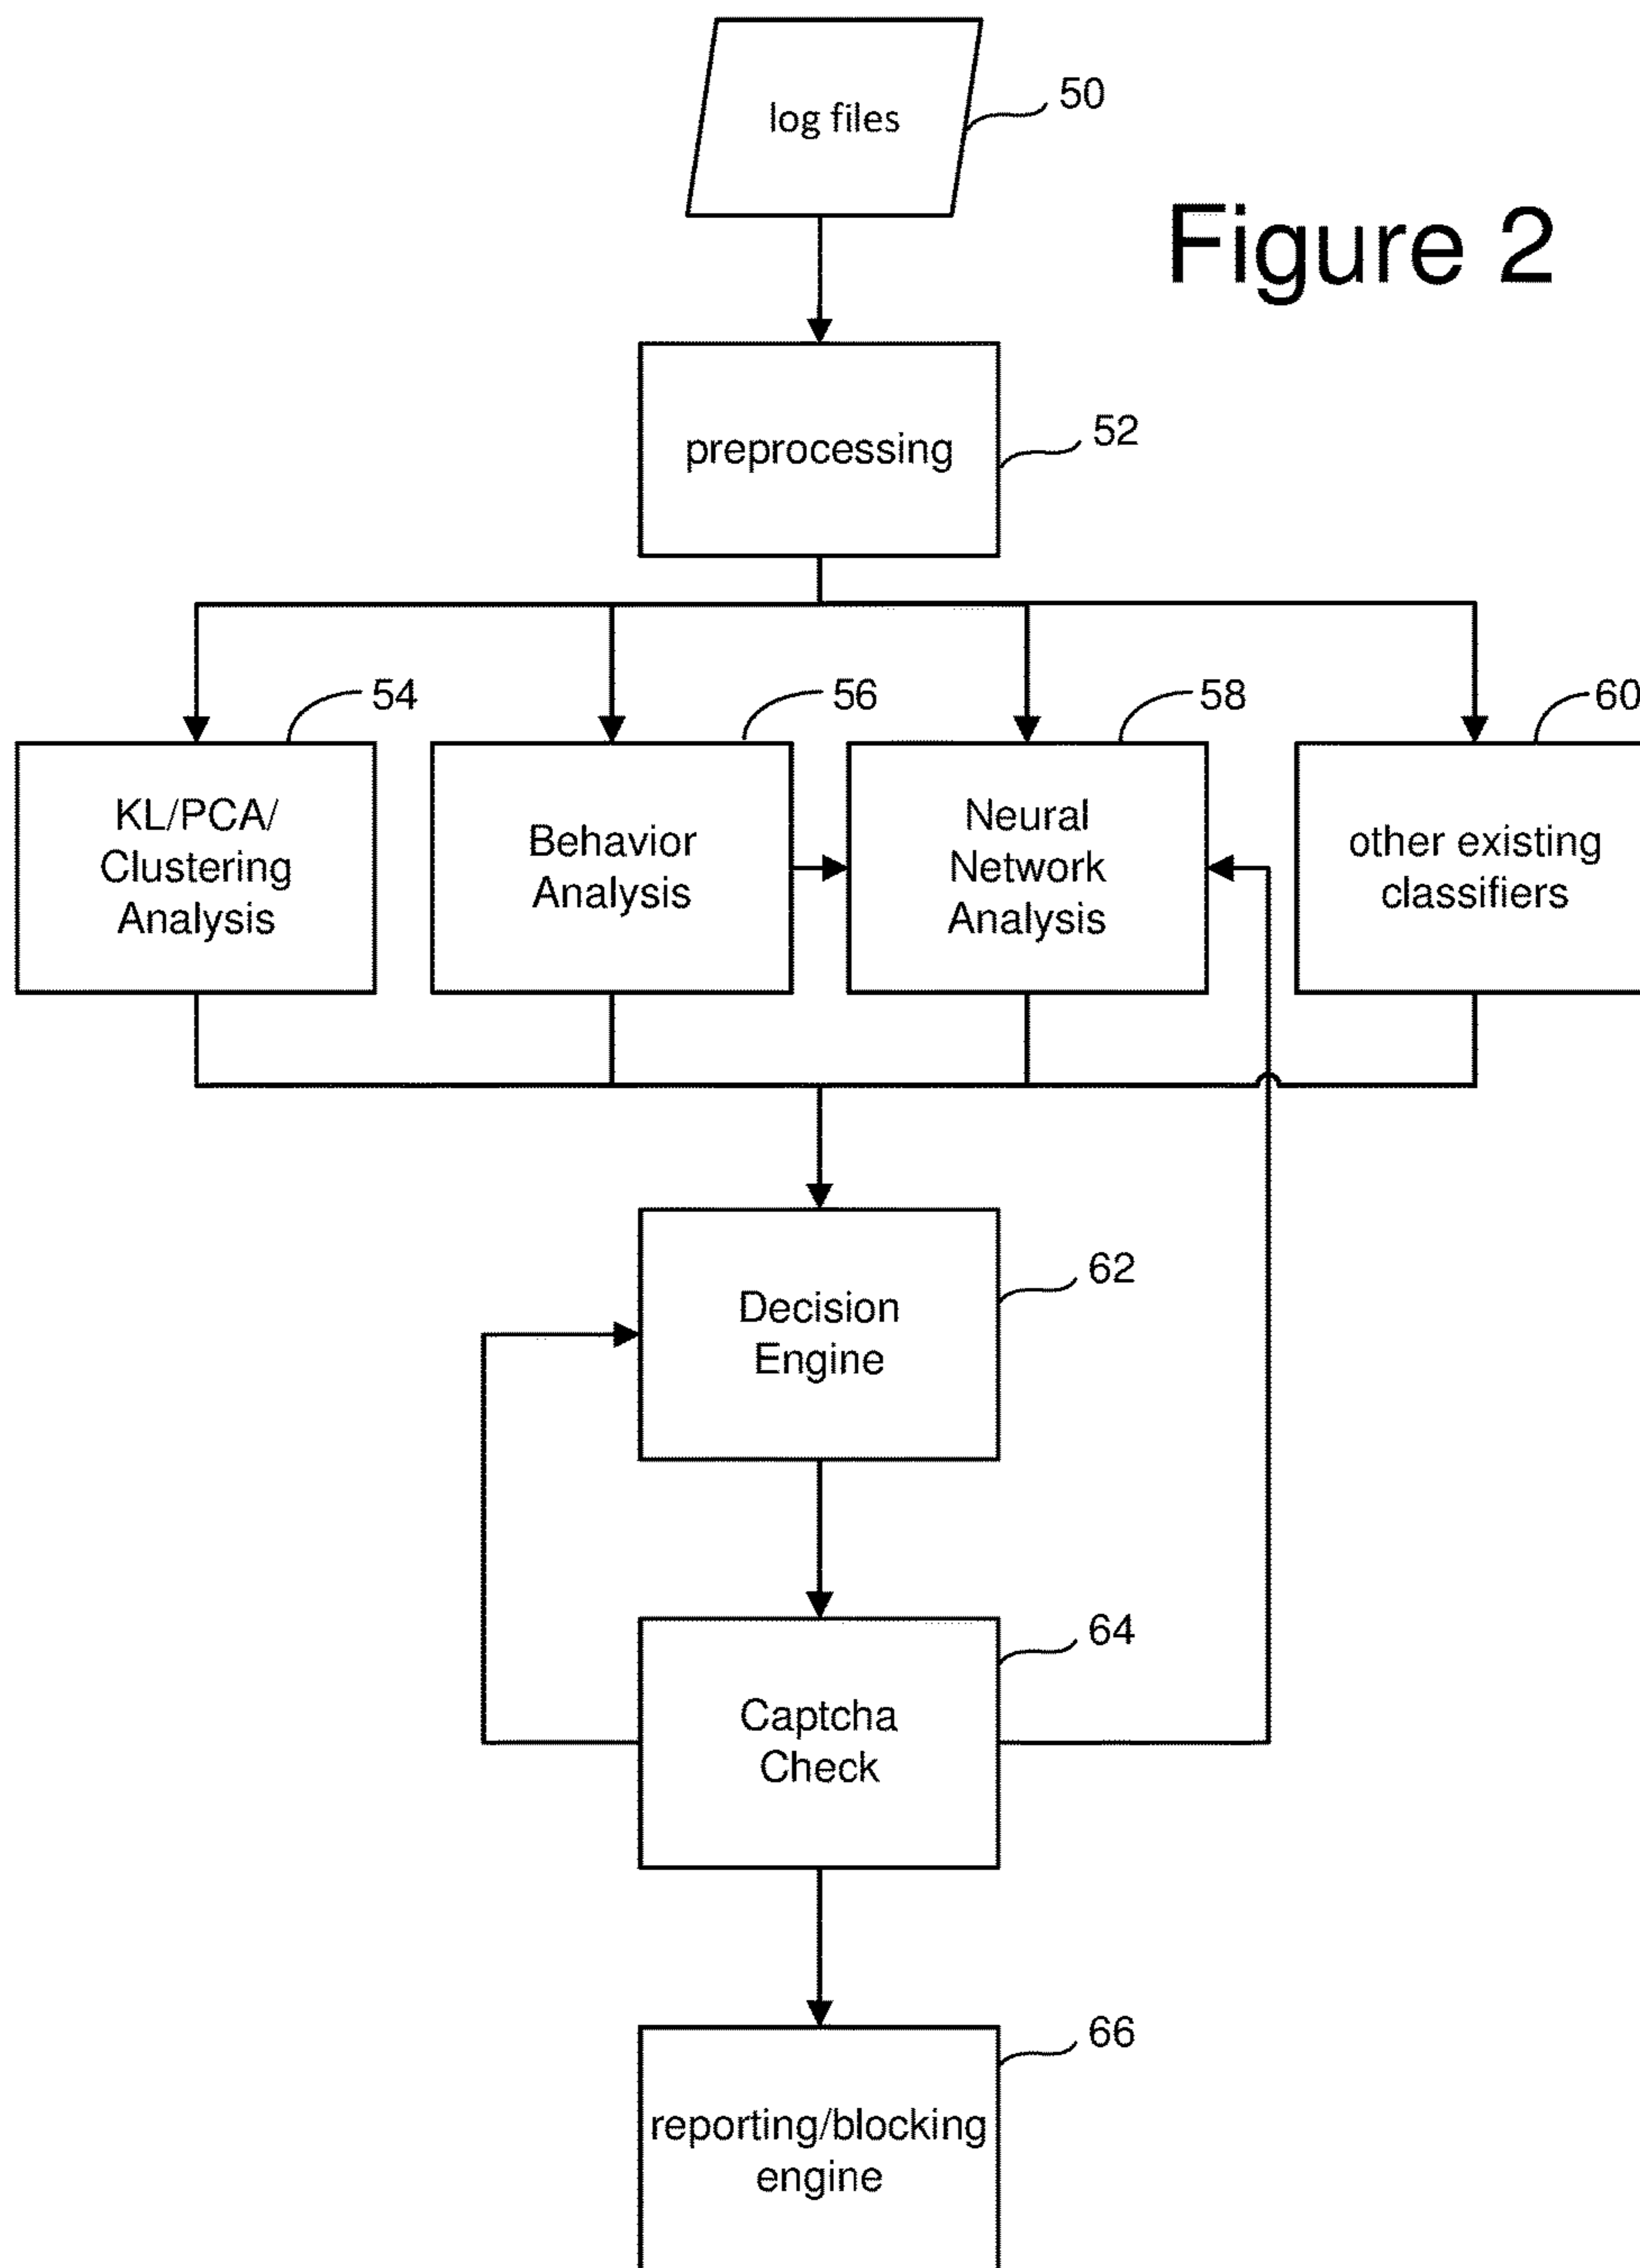 log files
50
Figure 2
preprocessing
52
54
56
58
60
KL/PCA/
Clustering
Analysis
Behavior
Analysis
Neural
Network
Analysis
other existing
classifiers
Decision
Engine
62
Captcha
Check
64
reporting/blocking
engine
66